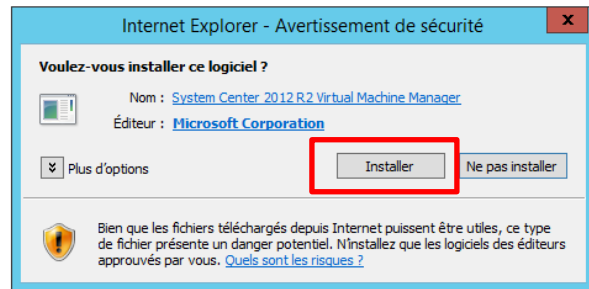 Internet Explorer - Avertissement de sécurité
x
Voulez-vous installer ce logiciel ?
Nom : System Center 2012 R2 Virtual Machine Manager
Éditeur : Microsoft Corporation
Plus d'options Installer Ne pas installer
Bien que les fichiers téléchargés depuis Internet puissent être utiles, ce type
de fichier présente un danger potentiel. N'installez que les logiciels des éditeurs
approuvés par vous. Quels sont les risques ?